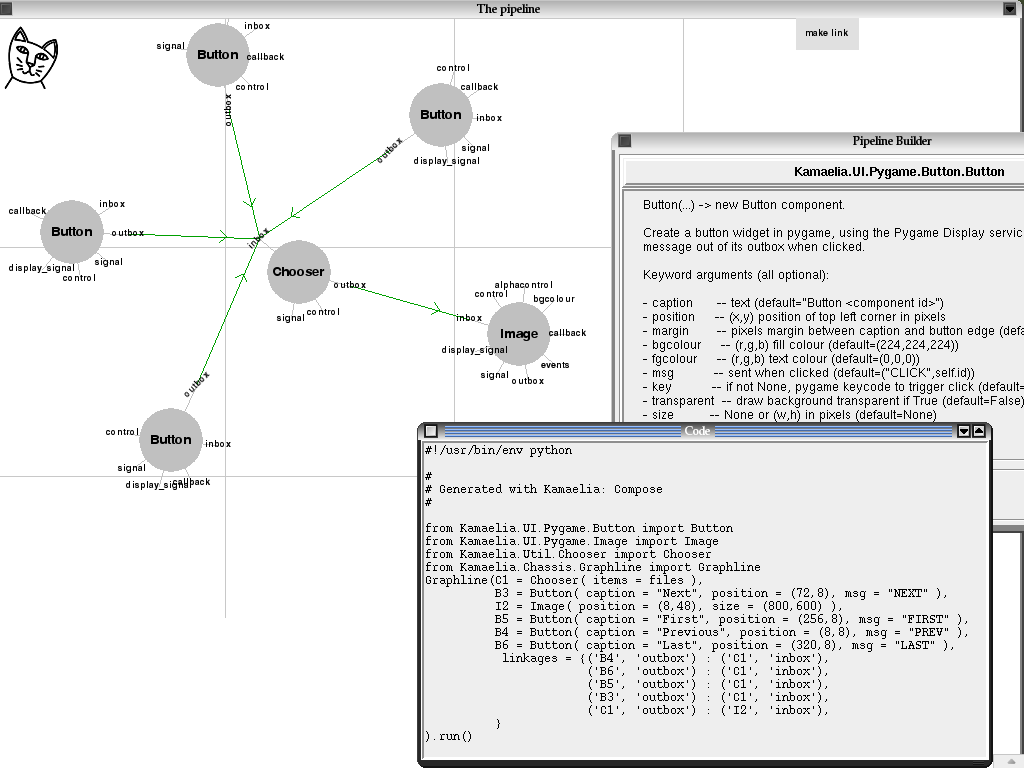 The pipeline
make link
inbox
signal
Button
callback
control
outbox
control
callback
Button
inbox
outbox
signal
display_signal
callback
inbox
Button
outbox
signal
display_signal
control
inbox
Chooser
outbox
control
signal
alphacontrol
control
bgcolour
inbox
Image
callback
display_signal
events
signal
outbox
outbox
control
Button
inbox
signal
display_signal
callback
Pipeline Builder
Kamaelia.UI.Pygame.Button.Button
Button(...) -> new Button component.
Create a button widget in pygame, using the Pygame Display servic
message out of its outbox when clicked.
Keyword arguments (all optional):
- caption -- text (default="Button <component id>")
- position -- (x,y) position of top left corner in pixels
- margin -- pixels margin between caption and button edge (defa
- bgcolour -- (r,g,b) fill colour (default=(224,224,224))
- fgcolour -- (r,g,b) text colour (default=(0,0,0))
- msg -- sent when clicked (default=("CLICK",self.id))
- key -- if not None, pygame keycode to trigger click (default=
- transparent -- draw background transparent if True (default=False)
- size -- None or (w,h) in pixels (default=None)
Code
#!/usr/bin/env python
#
# Generated with Kamaelia: Compose
#
from Kamaelia.UI.Pygame.Button import Button
from Kamaelia.UI.Pygame.Image import Image
from Kamaelia.Util.Chooser import Chooser
from Kamaelia.Chassis.Graphline import Graphline
Graphline(C1 = Chooser( items = files ),
B3 = Button( caption = "Next", position = (72,8), msg = "NEXT" ),
I2 = Image( position = (8,48), size = (800,600) ),
B5 = Button( caption = "First", position = (256,8), msg = "FIRST" ),
B4 = Button( caption = "Previous", position = (8,8), msg = "PREV" ),
B6 = Button( caption = "Last", position = (320,8), msg = "LAST" ),
linkages = {('B4', 'outbox') : ('C1', 'inbox'),
('B6', 'outbox') : ('C1', 'inbox'),
('B5', 'outbox') : ('C1', 'inbox'),
('B3', 'outbox') : ('C1', 'inbox'),
('C1', 'outbox') : ('I2', 'inbox'),
}
).run()